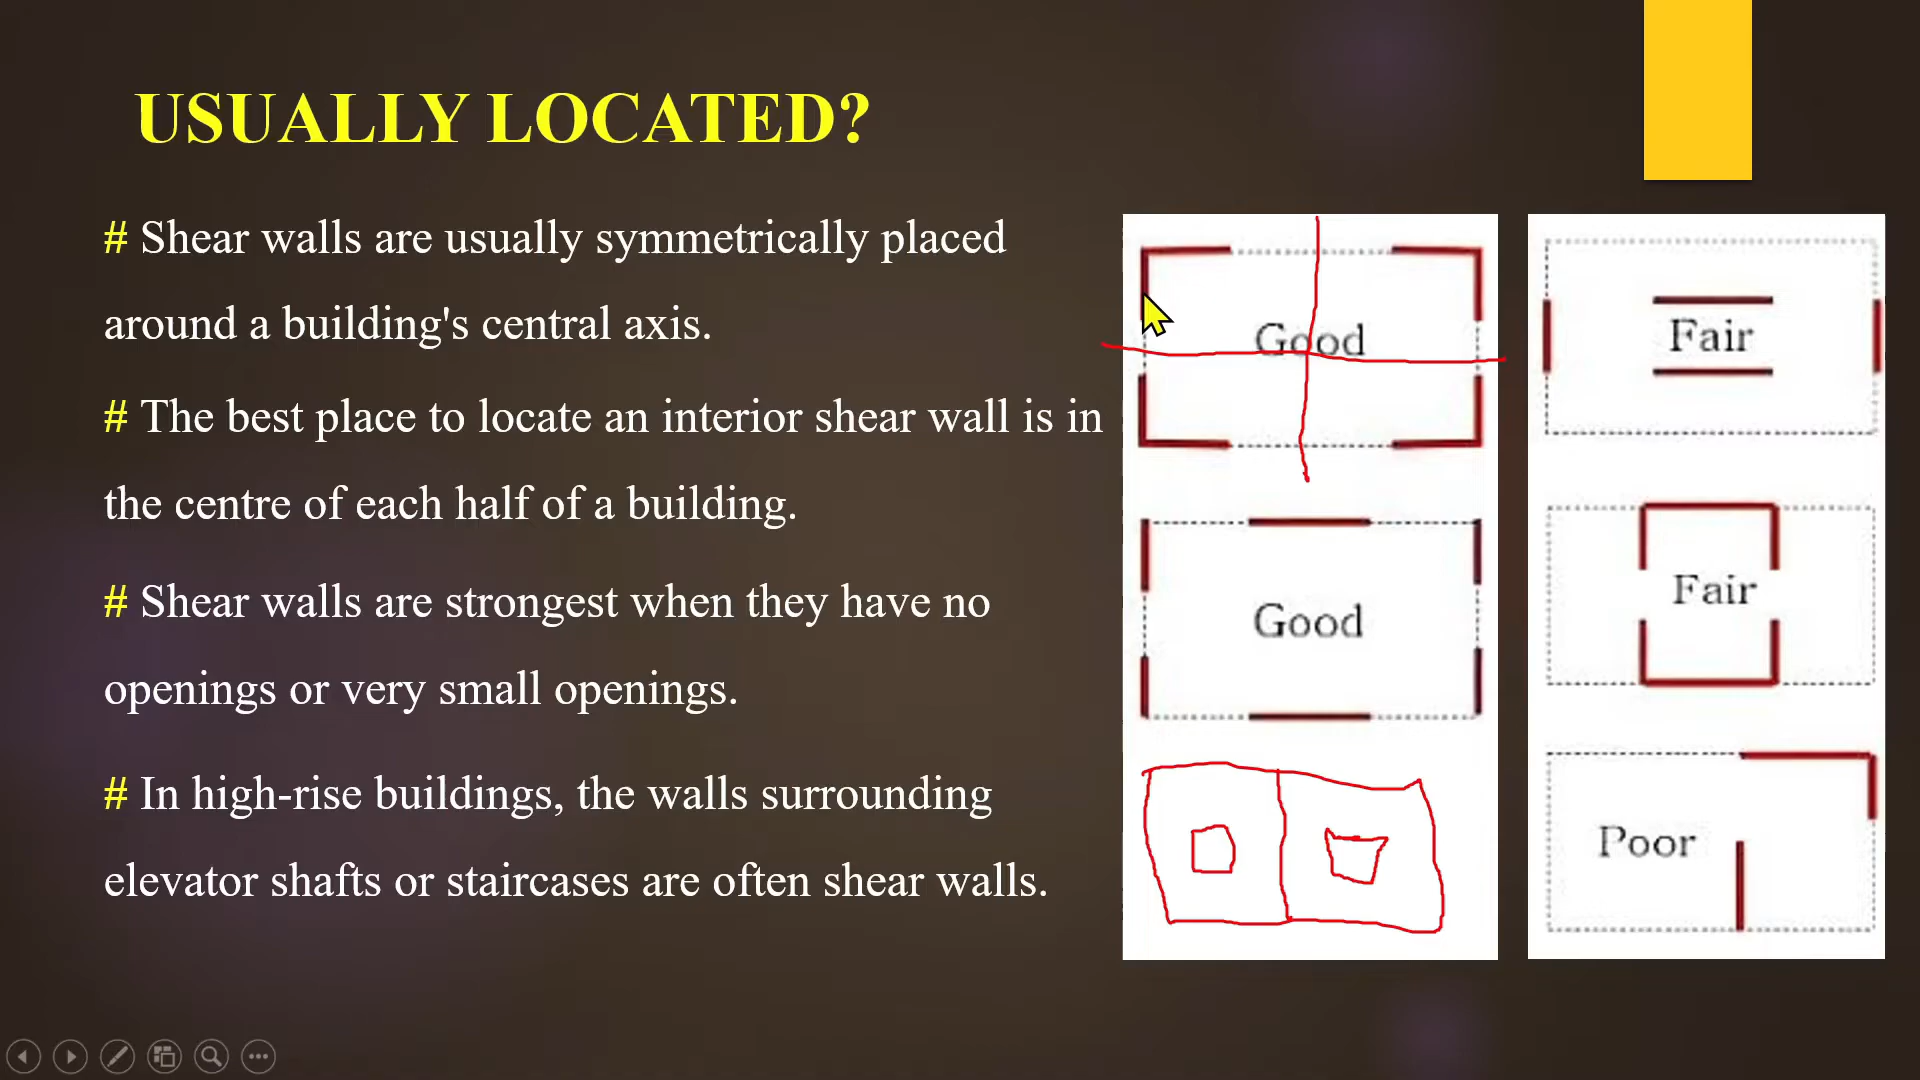 USUALLY LOCATED?
# Shear walls are usually symmetrically placed
around a building's central axis.
# The best place to locate an interior shear wall is in
the centre of each half of a building.
# Shear walls are strongest when they have no
openings or very small openings.
# In high-rise buildings, the walls surrounding
elevator shafts or staircases are often shear walls.
Good
Good
Fair
Fair
Poor